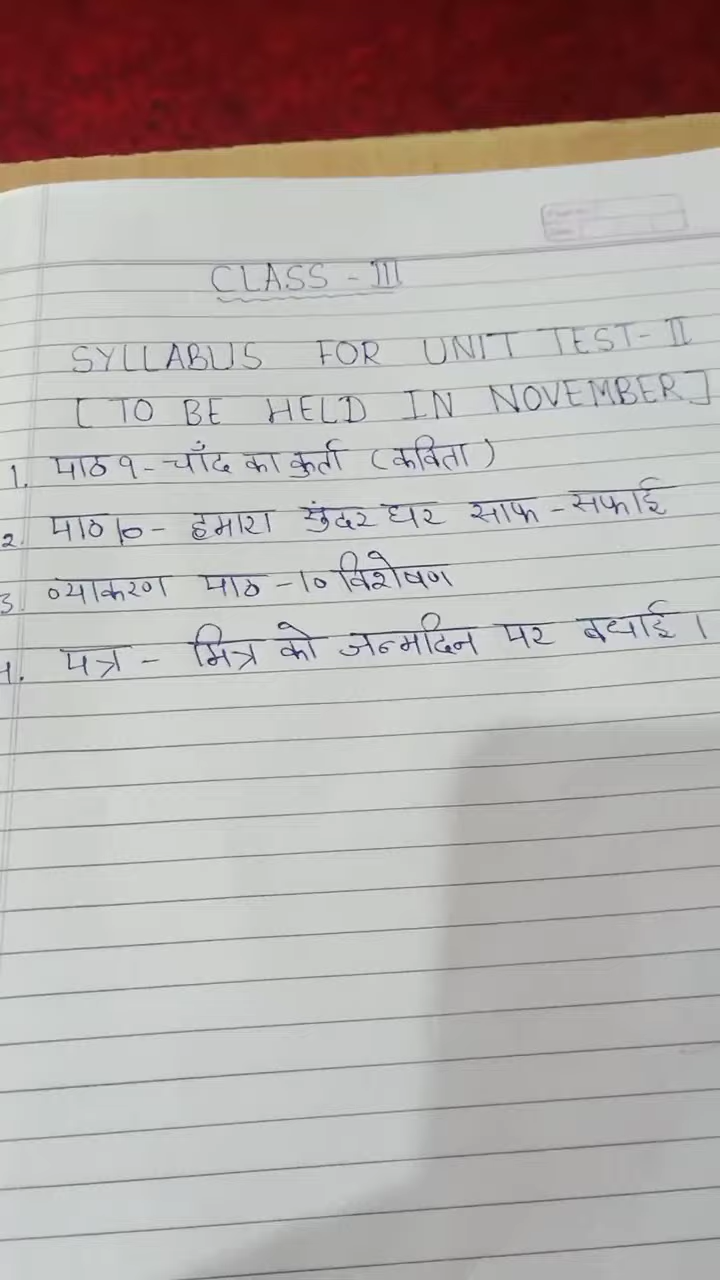 CLASS - III
SYLLABUS FOR UNIT TEST- II
[ TO BE HELD IN NOVEMBER ]
1. पाठ 9 - चाँद का कुर्ता (कविता)
2. पाठ 10 - हमारा सुंदर घर साफ - सफाई
3. व्याकरण पाठ - 10 विशेषण
4. पत्र - मित्र को जन्मदिन पर बधाई ।